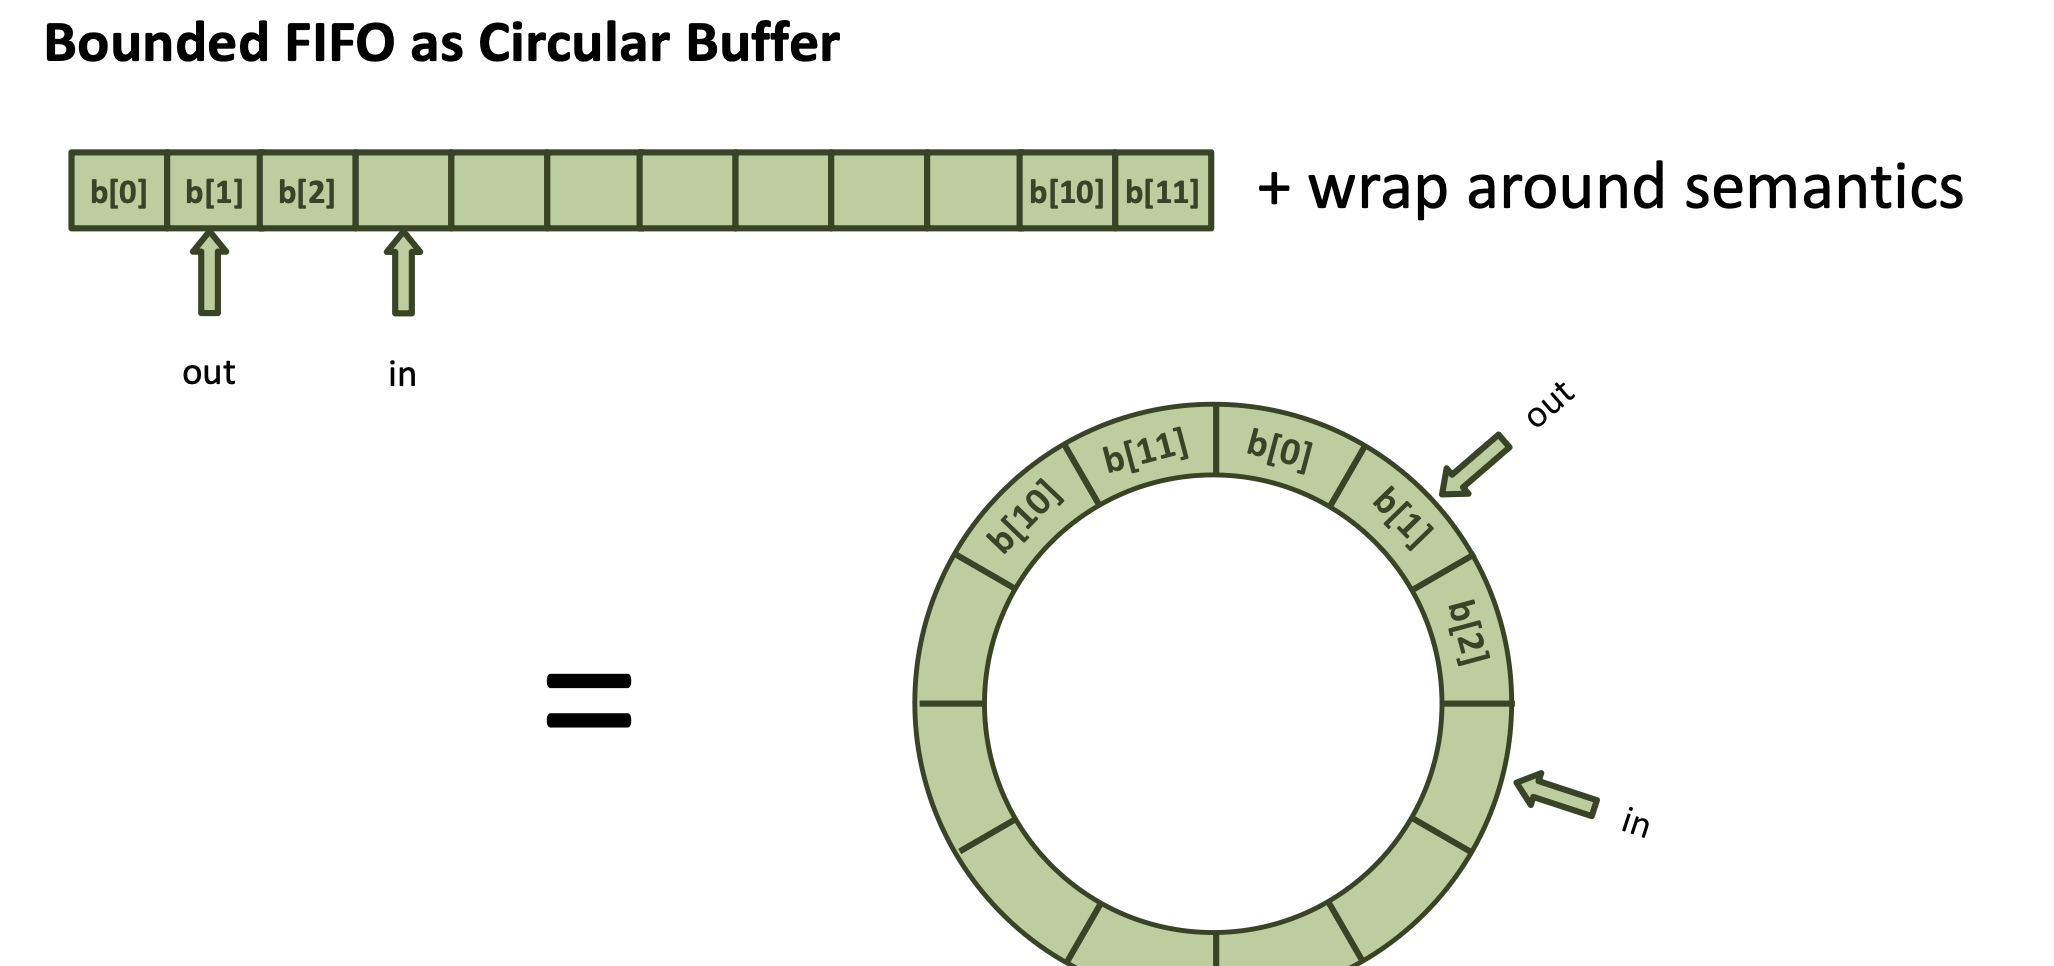 Bounded FIFO as Circular Buffer
b[0] b[1] b[2] b[10] b[11] + wrap around semantics
out in
out
b[11] b[0]
b[10] b[1]
b[2]
=
in